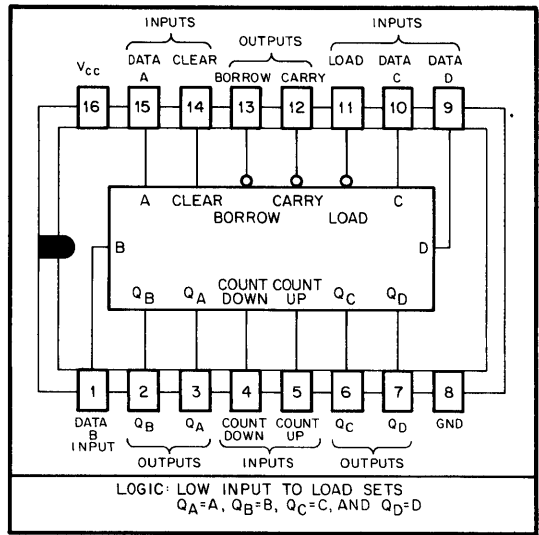 INPUTS
INPUTS
OUTPUTS
DATA
A
CLEAR
LOAD
DATA
C
DATA
D
VCC
BORROW
CARRY
16
15
14
13
12
11
10
9
A
CLEAR
BORROW
CARRY
LOAD
C
B
D
QB
QA
COUNT
DOWN
COUNT
UP
QC
QD
1
2
3
4
5
6
7
8
DATA
B
INPUT
QB
QA
COUNT
DOWN
COUNT
UP
QC
QD
GND
OUTPUTS
INPUTS
OUTPUTS
LOGIC: LOW INPUT TO LOAD SETS
QA=A, QB=B, QC=C, AND QD=D